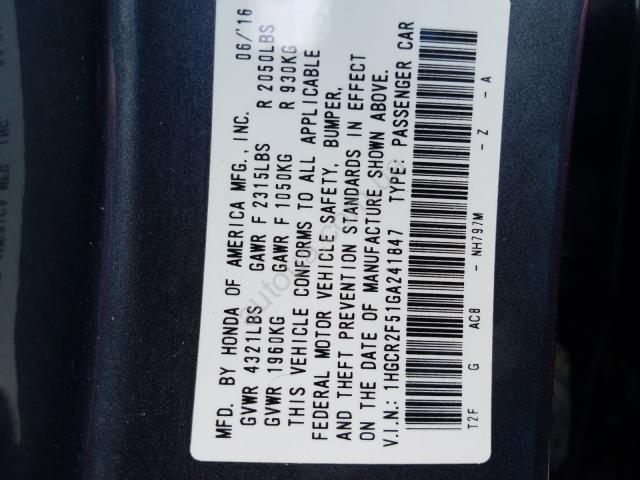 MFD. BY HONDA OF AMERICA MFG., INC. 06/'16
GVWR 4321LBS GAWR F 2315LBS R 2050LBS
GVWR 1960KG GAWR F 1050KG R 930KG
THIS VEHICLE CONFORMS TO ALL APPLICABLE
FEDERAL MOTOR VEHICLE SAFETY, BUMPER,
AND THEFT PREVENTION STANDARDS IN EFFECT
ON THE DATE OF MANUFACTURE SHOWN ABOVE.
V.I.N.: 1HGCR2F51GA241847 TYPE: PASSENGER CAR
T2F G AC8 - NH797M - Z - A